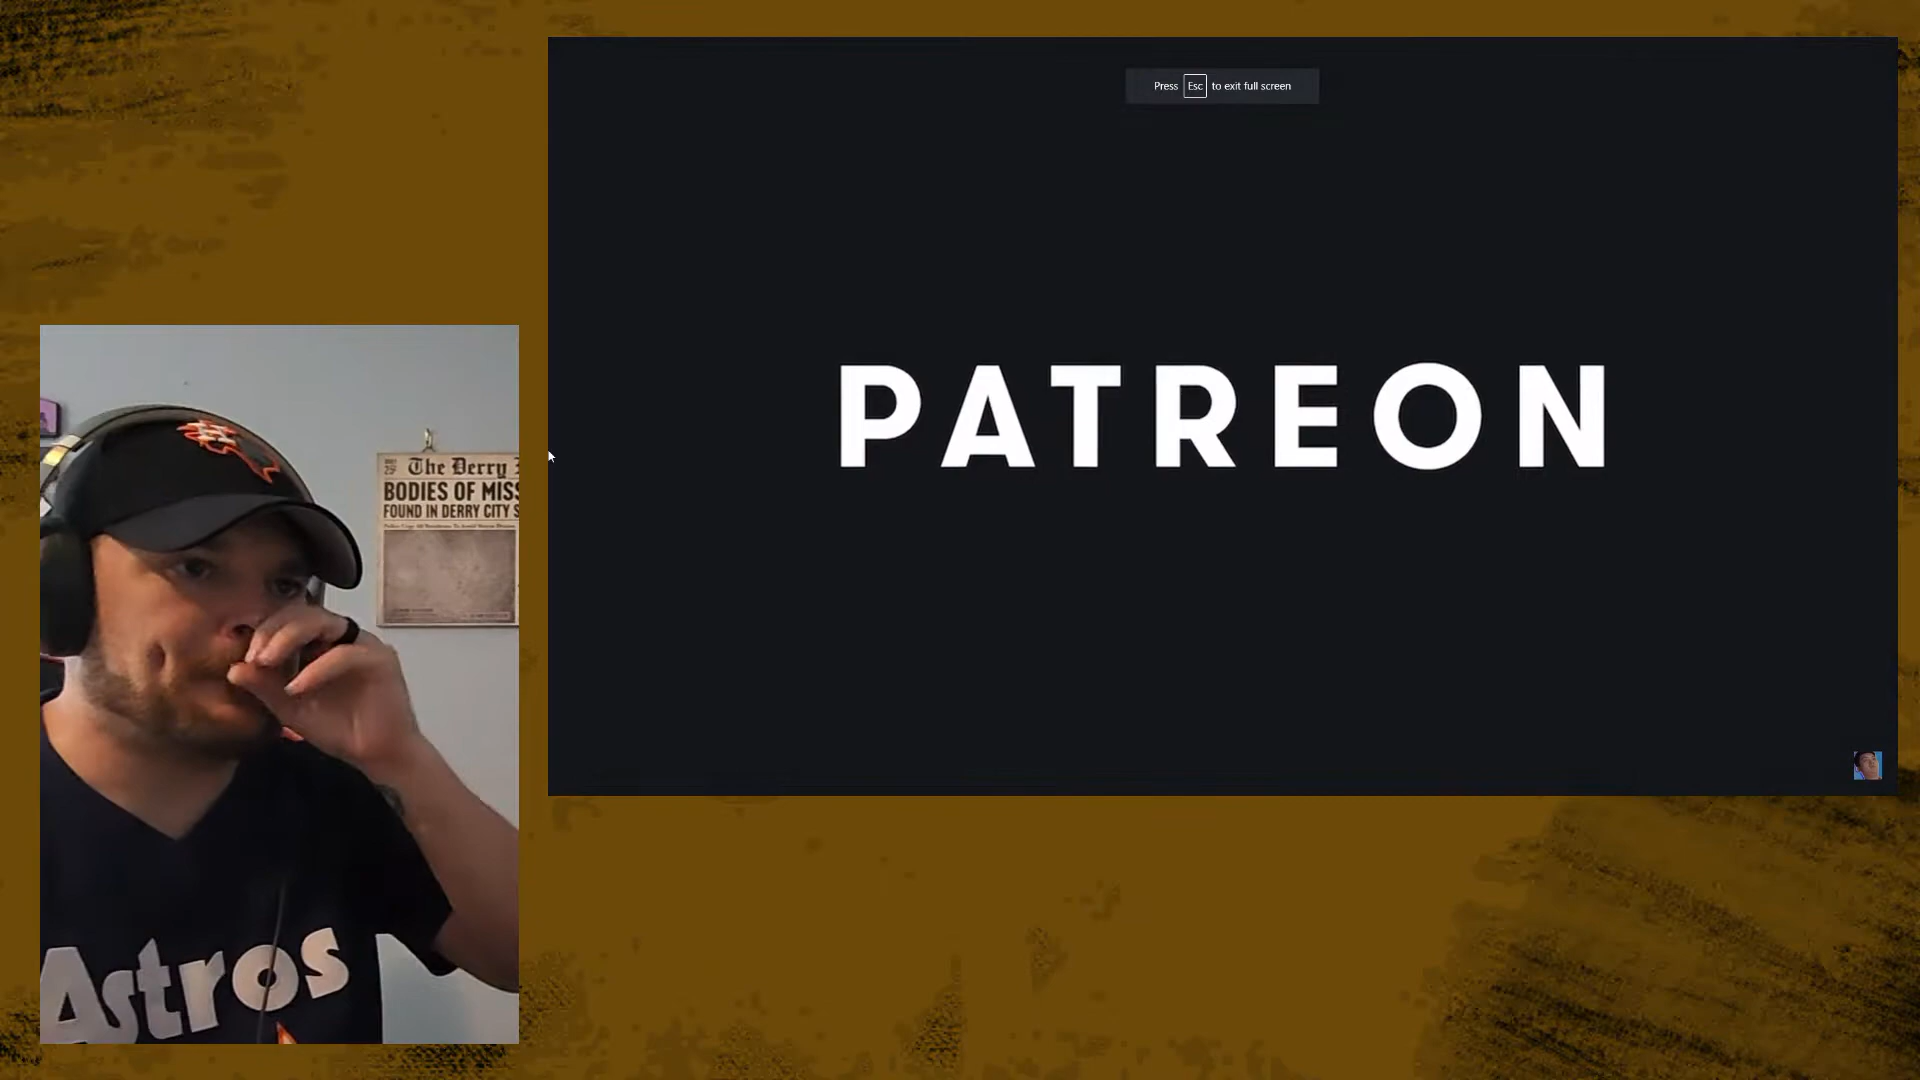 Press Esc to exit full screen
PATREON
The Derry
BODIES OF MISS
FOUND IN DERRY CITY S
Astros